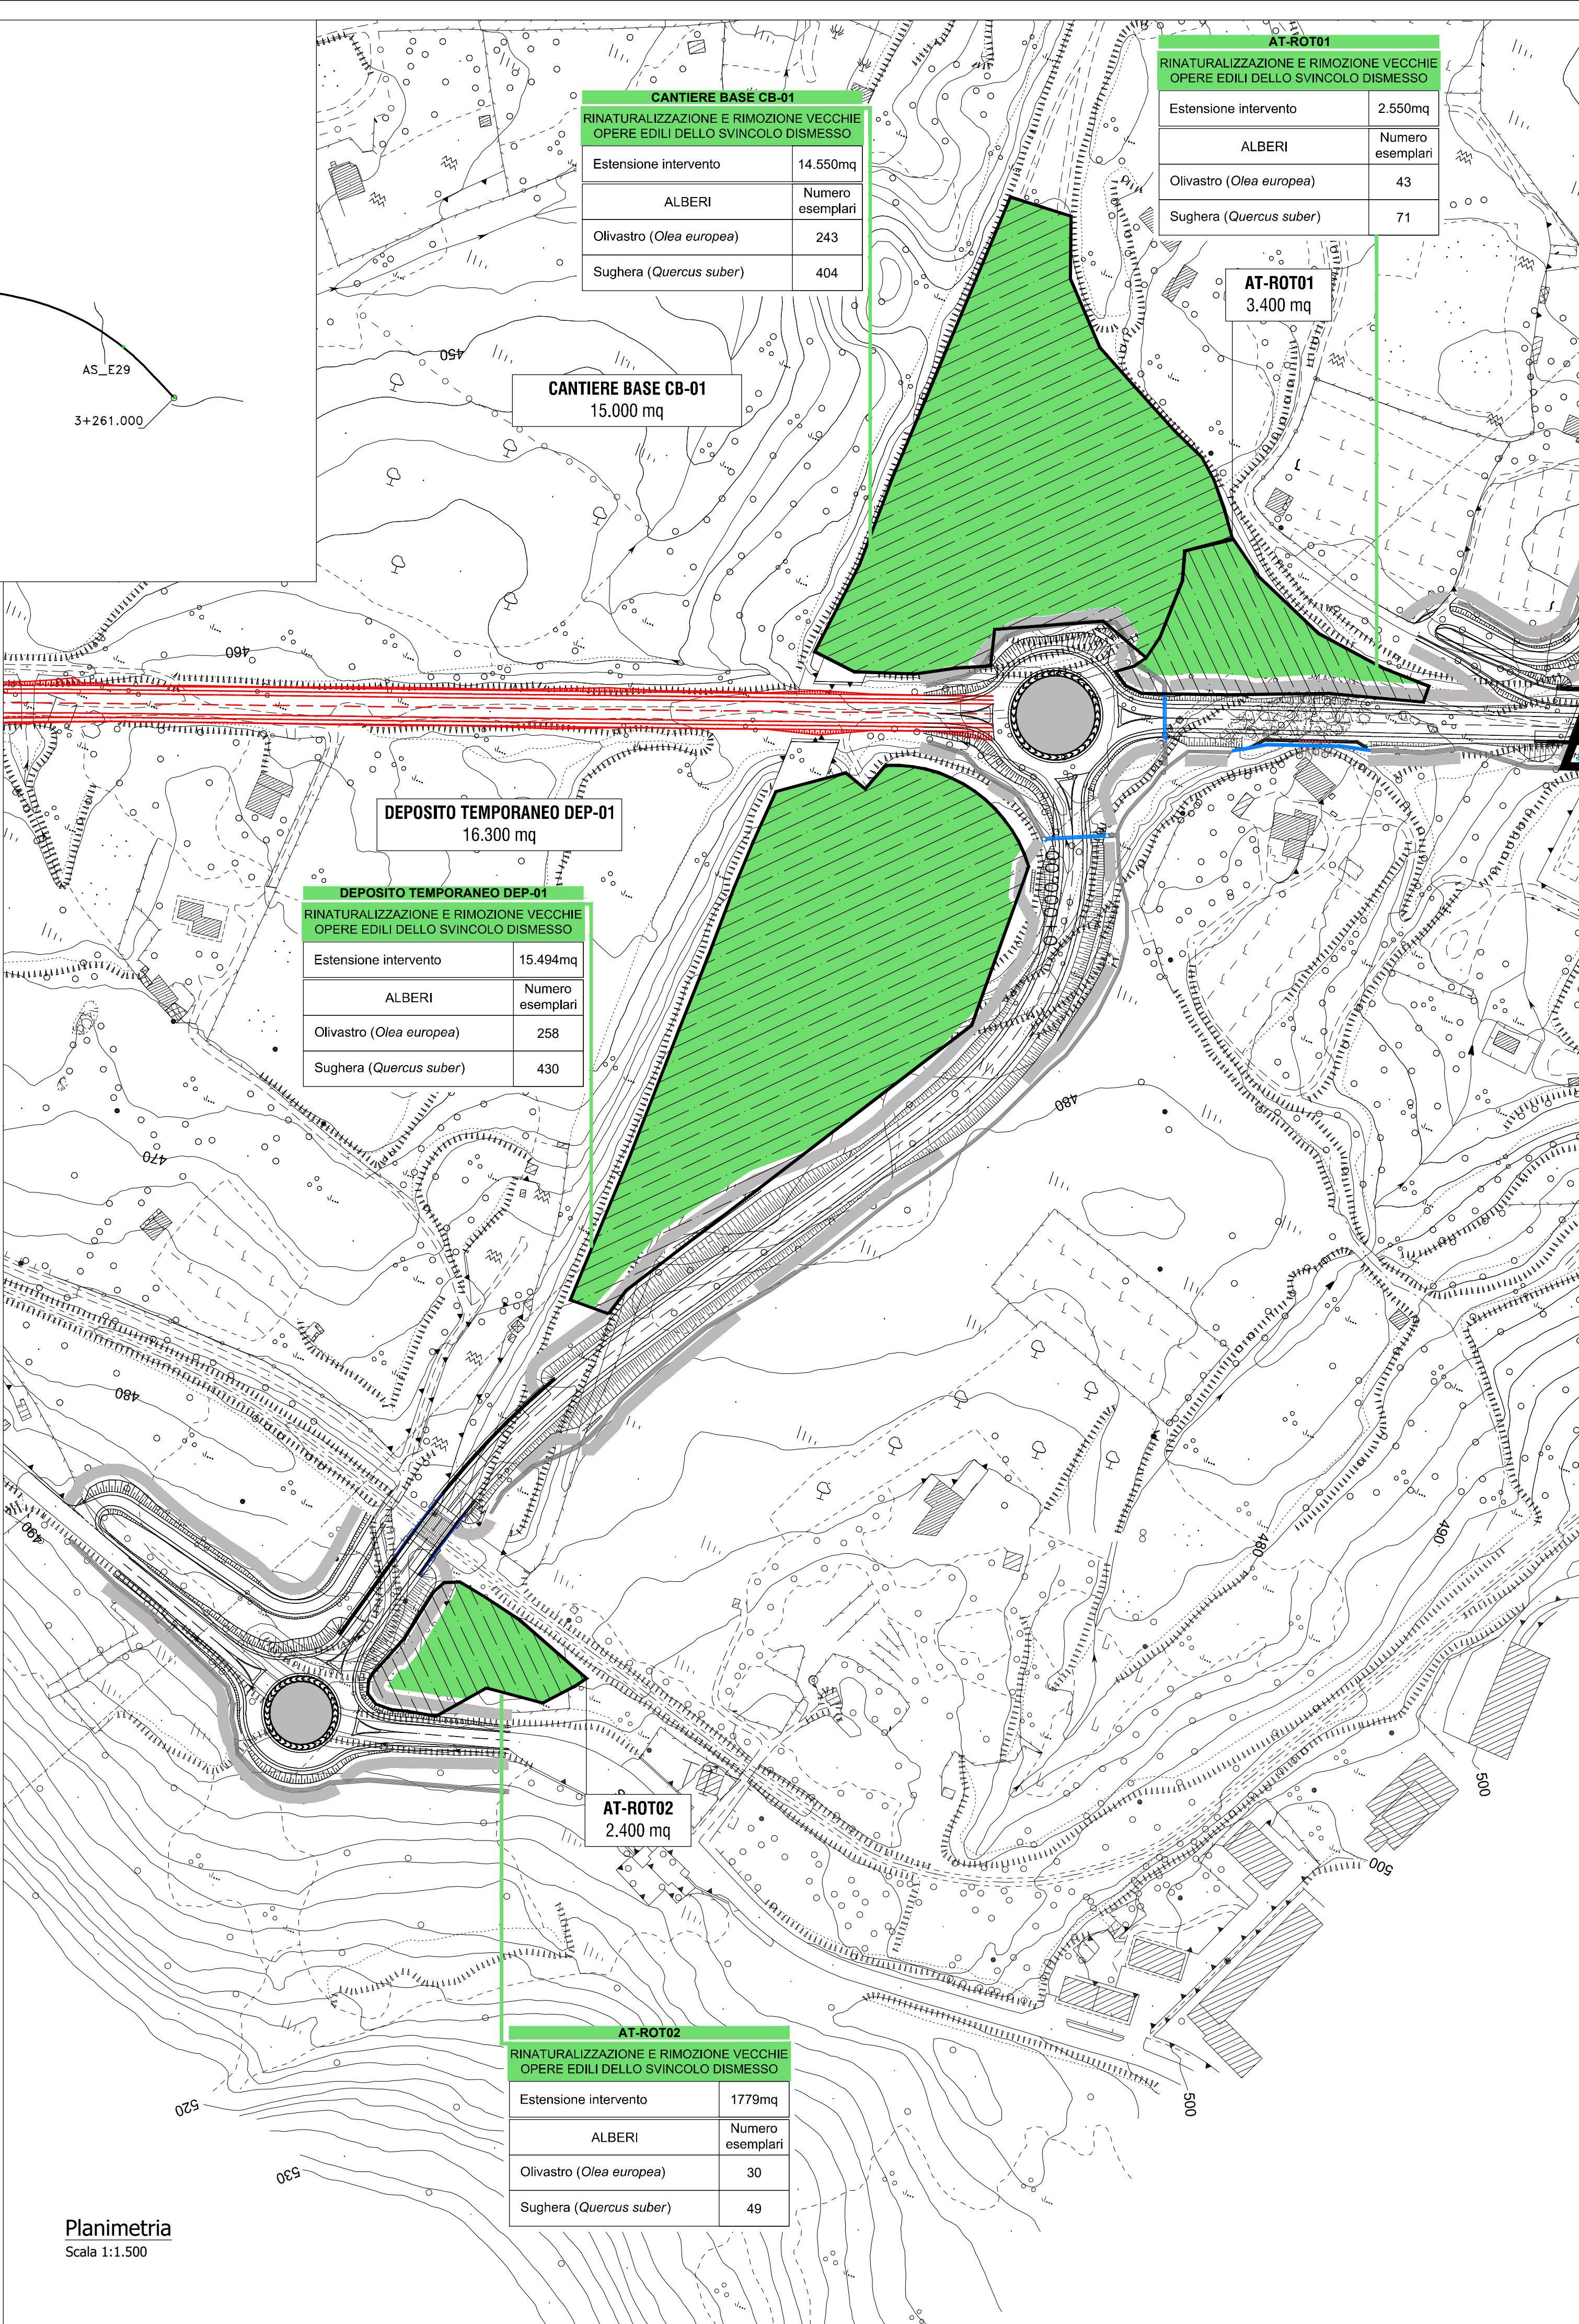 AT-ROT01
RINATURALIZZAZIONE E RIMOZIONE VECCHIE
OPERE EDILI DELLO SVINCOLO DISMESSO
Estensione intervento 2.550mq
ALBERI Numero
esemplari
Olivastro (Olea europea) 43
Sughera (Quercus suber) 71
CANTIERE BASE CB-01
RINATURALIZZAZIONE E RIMOZIONE VECCHIE
OPERE EDILI DELLO SVINCOLO DISMESSO
Estensione intervento 14.550mq
ALBERI Numero
esemplari
Olivastro (Olea europea) 243
Sughera (Quercus suber) 404
AT-ROT01
3.400 mq
450
AS_E29
3+261.000
CANTIERE BASE CB-01
15.000 mq
460
DEPOSITO TEMPORANEO DEP-01
16.300 mq
DEPOSITO TEMPORANEO DEP-01
RINATURALIZZAZIONE E RIMOZIONE VECCHIE
OPERE EDILI DELLO SVINCOLO DISMESSO
Estensione intervento 15.494mq
ALBERI Numero
esemplari
Olivastro (Olea europea) 258
Sughera (Quercus suber) 430
0+000.000
480
470
480
490
480
490
500
AT-ROT02
2.400 mq
500
500
AT-ROT02
RINATURALIZZAZIONE E RIMOZIONE VECCHIE
OPERE EDILI DELLO SVINCOLO DISMESSO
Estensione intervento 1779mq
ALBERI Numero
esemplari
Olivastro (Olea europea) 30
Sughera (Quercus suber) 49
520
530
Planimetria
Scala 1:1.500